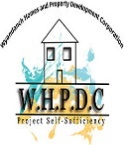 Wyandanch Homes and Property Development Corporation
W.H.P.D.C
Project Self-Sufficiency